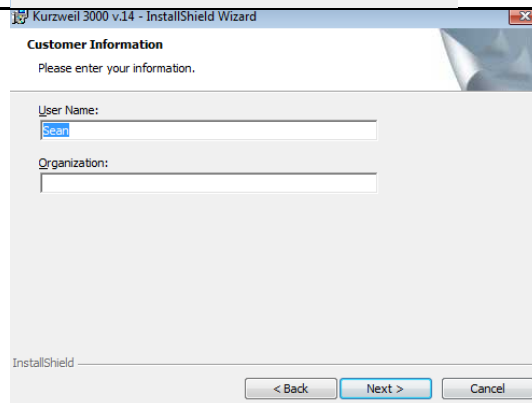 Kurzweil 3000 v.14 - InstallShield Wizard
Customer Information
Please enter your information.
User Name:
Sean
Organization:
InstallShield
< Back
Next >
Cancel